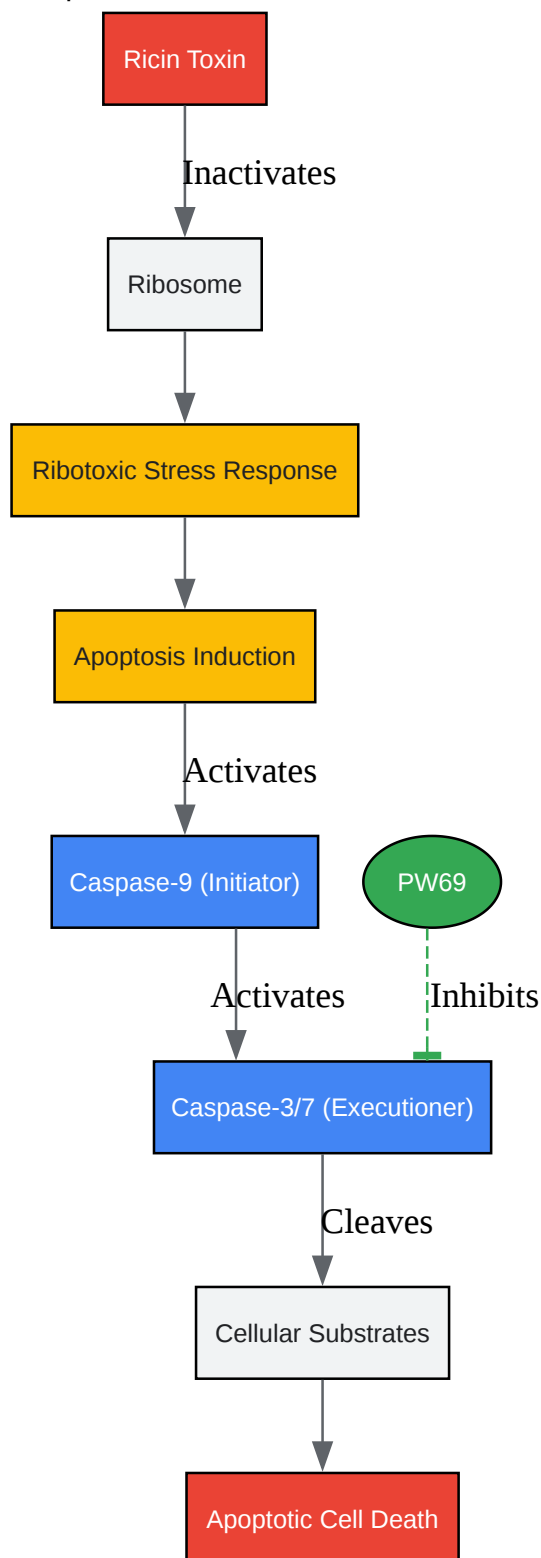 Ricin Toxin
Inactivates
Ribosome
Ribotoxic Stress Response
Apoptosis Induction
Activates
Caspase-9 (Initiator)
PW69
Activates
Inhibits
Caspase-3/7 (Executioner)
Cleaves
Cellular Substrates
Apoptotic Cell Death